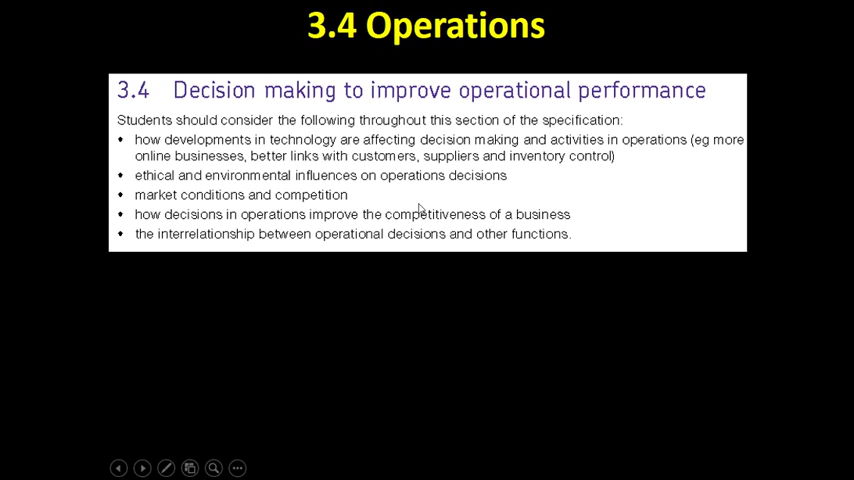 3.4 Operations
3.4 Decision making to improve operational performance
Students should consider the following throughout this section of the specification:
• how developments in technology are affecting decision making and activities in operations (eg more
online businesses, better links with customers, suppliers and inventory control)
• ethical and environmental influences on operations decisions
• market conditions and competition
• how decisions in operations improve the competitiveness of a business
• the interrelationship between operational decisions and other functions.